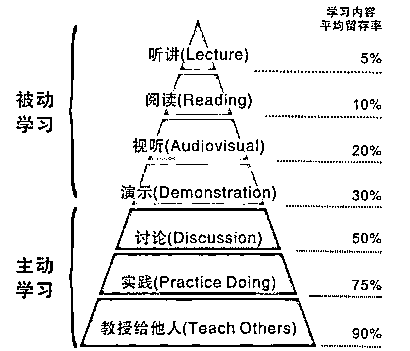 学习内容
平均留存率
听讲(Lecture) 5%
阅读(Reading) 10%
被动
学习
视听(Audiovisual) 20%
演示(Demonstration) 30%
讨论(Discussion) 50%
主动
学习
实践(Practice Doing) 75%
教授给他人(Teach Others) 90%